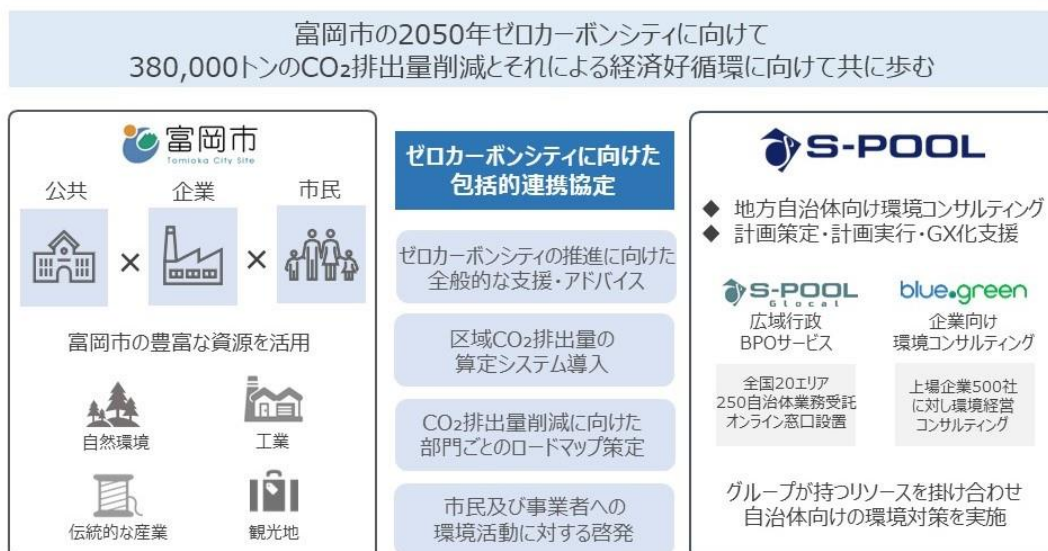 富岡市の2050年ゼロカーボンシティに向けて
380,000トンのCO₂排出量削減とそれによる経済好循環に向けて共に歩む
富岡市
Tomioka City Site
公共
企業
市民
×
×
富岡市の豊富な資源を活用
自然環境
工業
伝統的な産業
観光地
ゼロカーボンシティに向けた
包括的連携協定
ゼロカーボンシティの推進に向けた
全般的な支援・アドバイス
区域CO₂排出量の
算定システム導入
CO₂排出量削減に向けた
部門ごとのロードマップ策定
市民及び事業者への
環境活動に対する啓発
S-POOL
◆ 地方自治体向け環境コンサルティング
◆ 計画策定・計画実行・GX化支援
S-POOL
Glocal
広域行政
BPOサービス
全国20エリア
250自治体業務受託
オンライン窓口設置
blue.green
企業向け
環境コンサルティング
上場企業500社
に対し環境経営
コンサルティング
グループが持つリソースを掛け合わせ
自治体向けの環境対策を実施